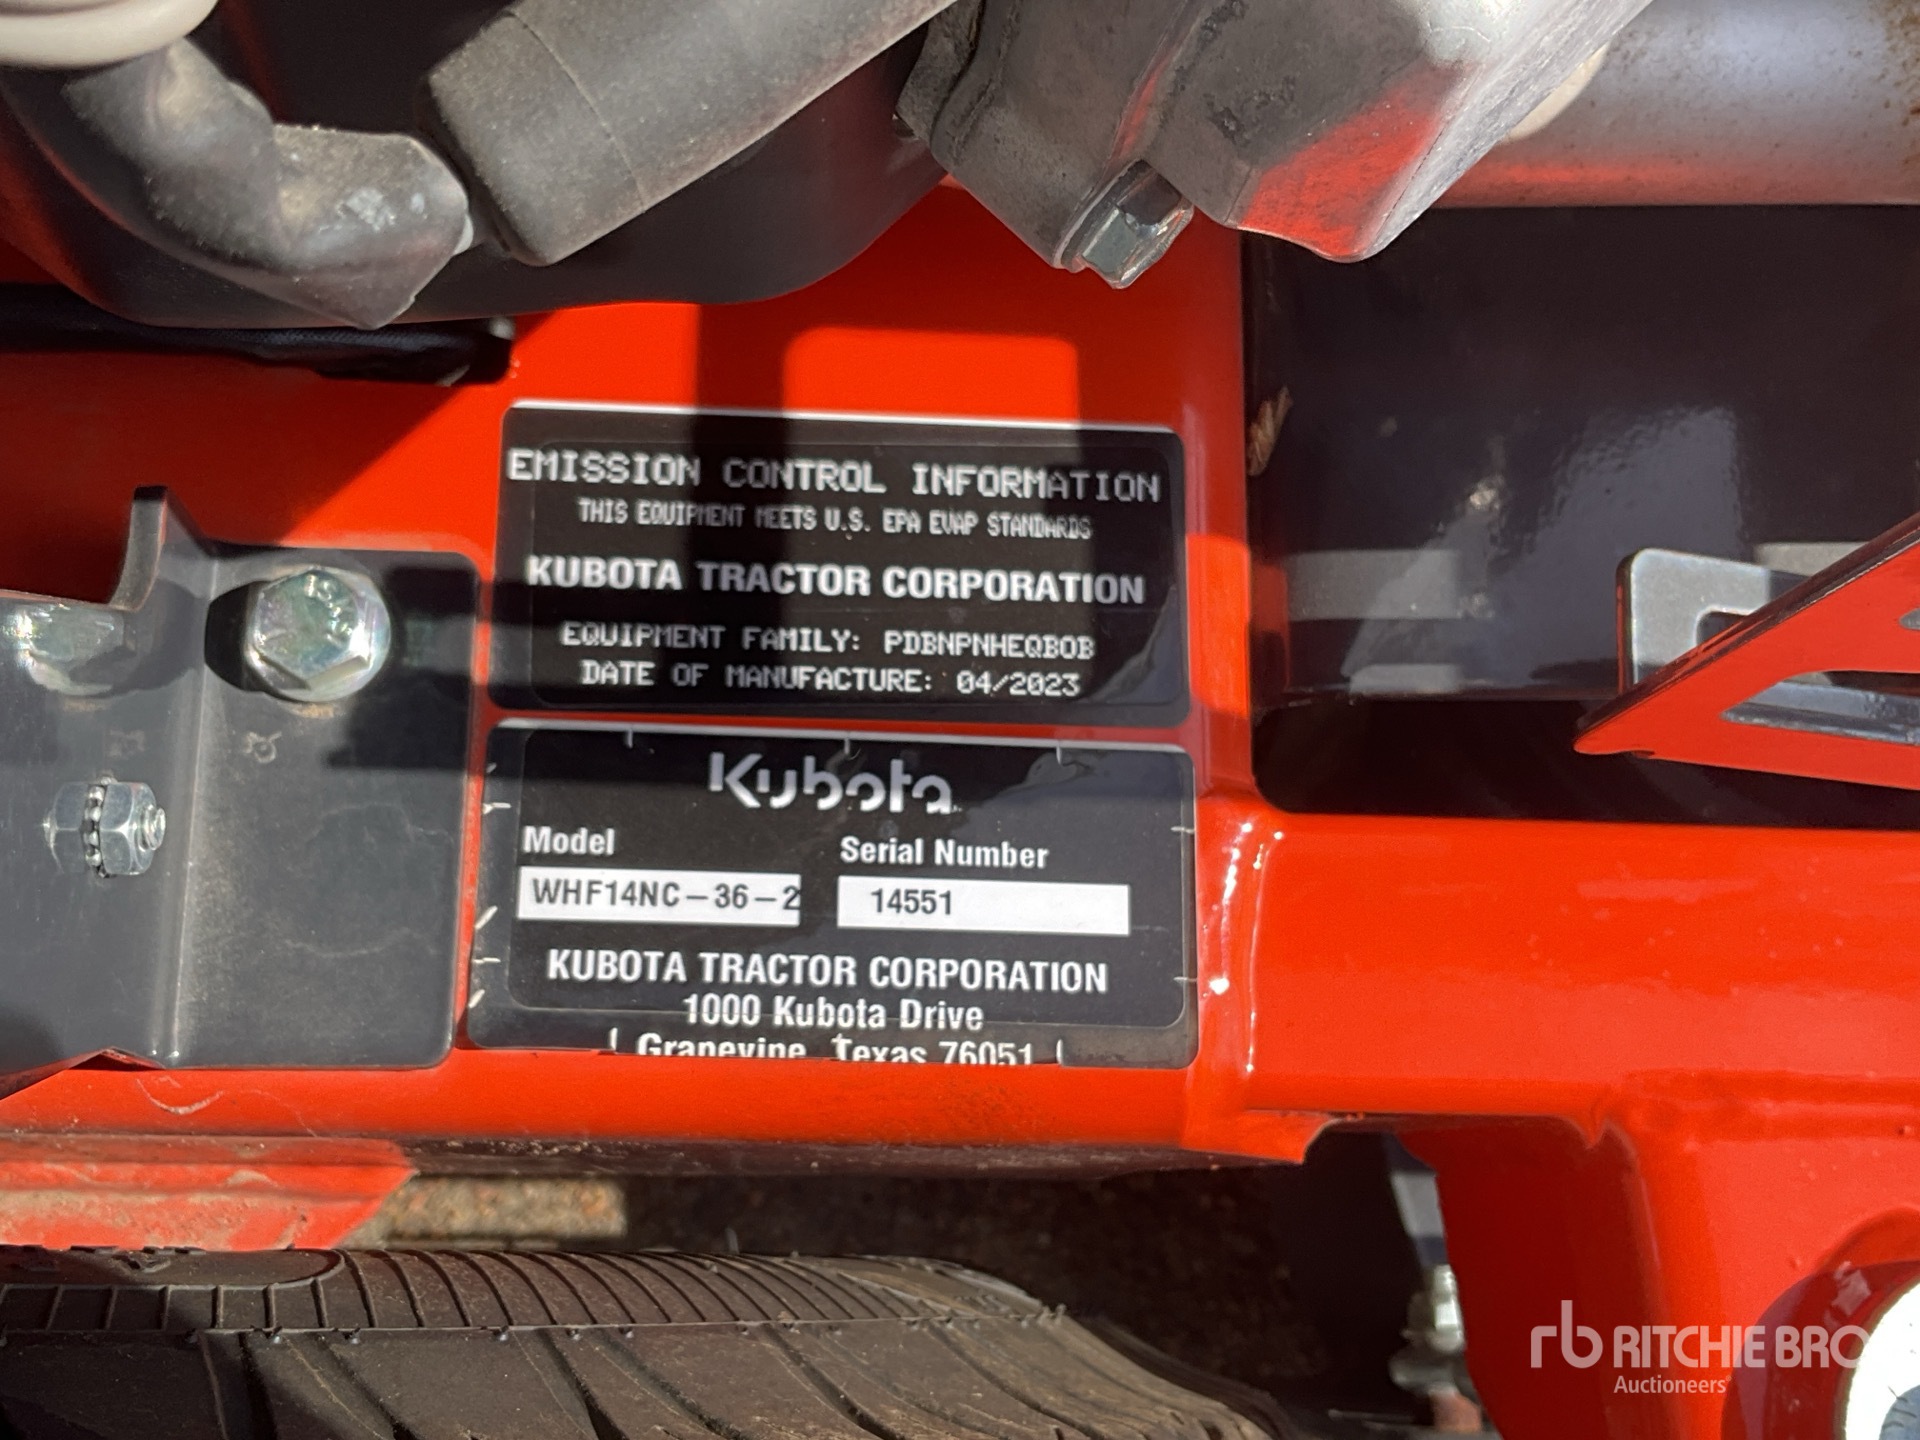 EMISSION CONTROL INFORMATION
THIS EQUIPMENT MEETS U.S. EPA EVAP STANDARDS
KUBOTA TRACTOR CORPORATION
EQUIPMENT FAMILY: PDBNPNHEQBOB
DATE OF MANUFACTURE: 04/2023
Kubota
Model Serial Number
WHF14NC-36-2 14551
KUBOTA TRACTOR CORPORATION
1000 Kubota Drive
Grapevine, Texas 76051
rb RITCHIE BRO
Auctioneers